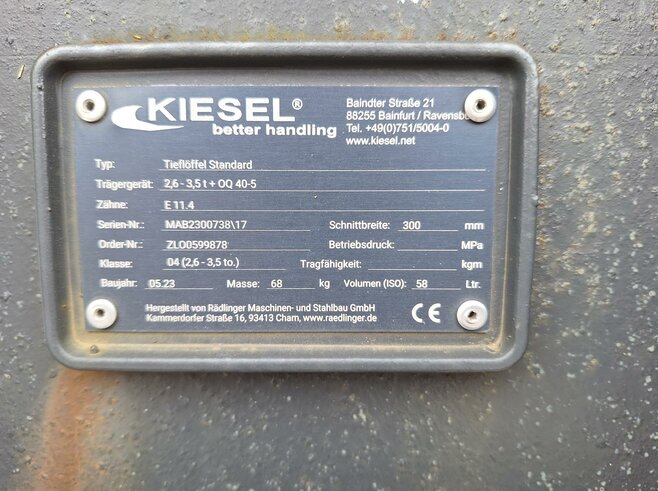 KIESEL®
better handling
Baindter Straße 21
88255 Bainfurt / Ravensburg
Tel. +49(0)751/5004-0
www.kiesel.net
Typ: Tieflöffel Standard
Trägergerät: 2,6 - 3,5 t + OQ 40-5
Zähne: E 11.4
Serien-Nr.: MAB2300738\17 Schnittbreite: 300 mm
Order-Nr.: ZLO0599878 Betriebsdruck: MPa
Klasse: 04 (2,6 - 3,5 to.) Tragfähigkeit: kgm
Baujahr: 05.23 Masse: 68 kg Volumen (ISO): 58 Ltr.
Hergestellt von Rädlinger Maschinen- und Stahlbau GmbH
Kammerdorfer Straße 16, 93413 Cham, www.raedlinger.de
CE